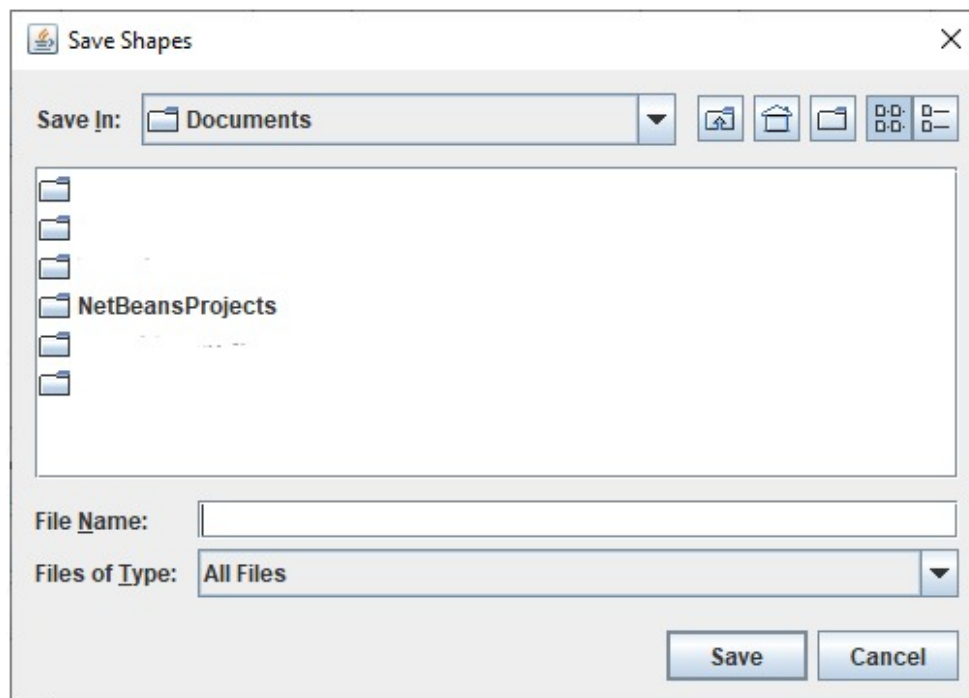 Save Shapes
Save In: Documents
NetBeansProjects
File Name:
Files of Type: All Files
Save Cancel